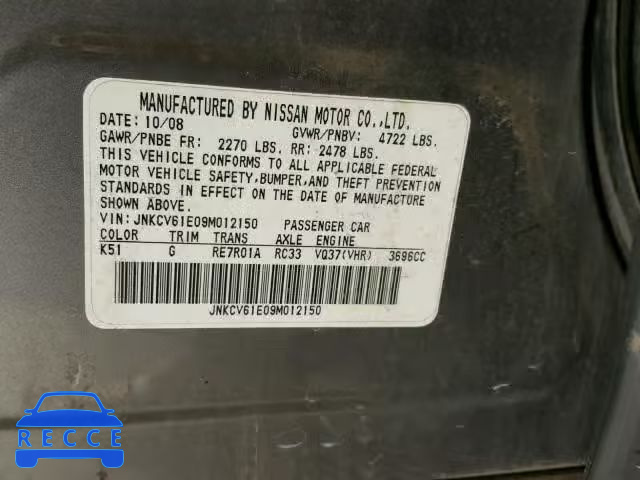 MANUFACTURED BY NISSAN MOTOR CO.,LTD.
DATE: 10/08 GVWR/PNBV: 4722 LBS.
GAWR/PNBE FR: 2270 LBS. RR: 2478 LBS.
THIS VEHICLE CONFORMS TO ALL APPLICABLE FEDERAL
MOTOR VEHICLE SAFETY, BUMPER, AND THEFT PREVENTION
STANDARDS IN EFFECT ON THE DATE OF MANUFACTURE
SHOWN ABOVE.
VIN: JNKCV61E09M012150 PASSENGER CAR
COLOR TRIM TRANS AXLE ENGINE
K51 G RE7R01A RC33 VQ37(VHR) 3696CC
JNKCV61E09M012150
RECCE